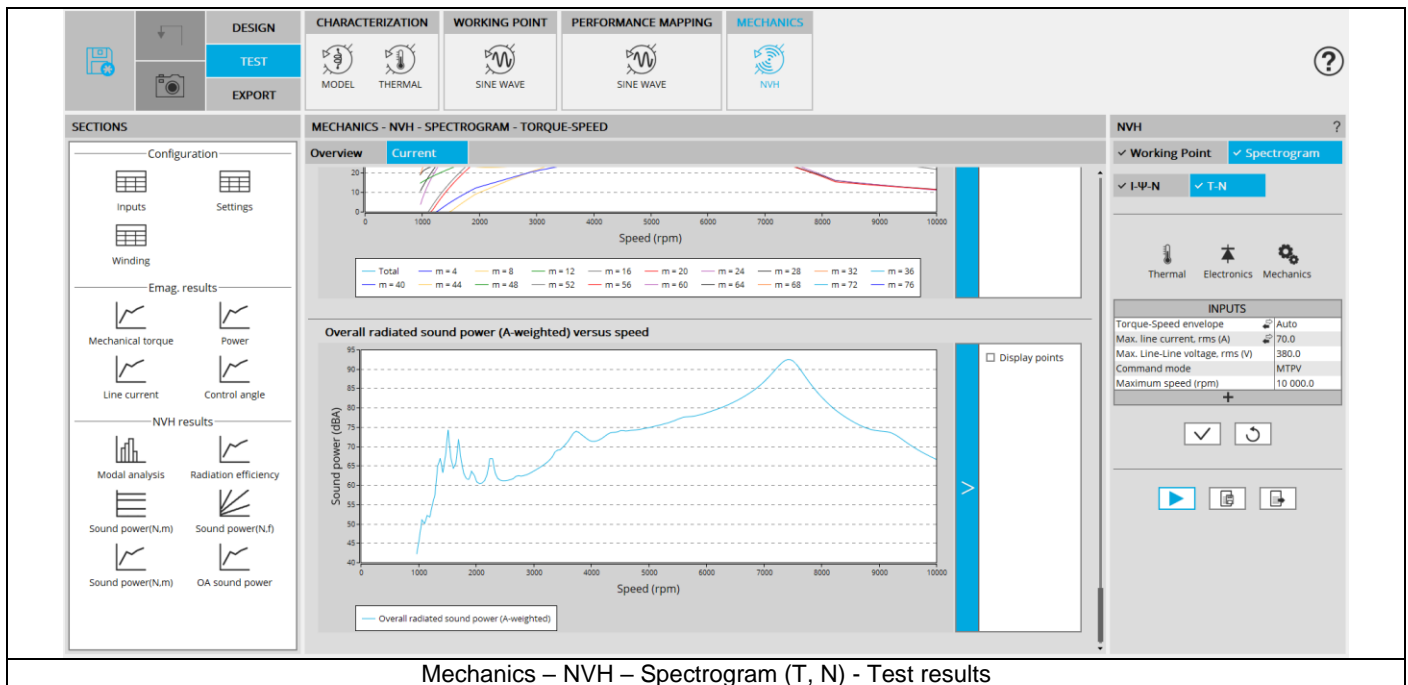 DESIGN
TEST
EXPORT
CHARACTERIZATION
MODEL THERMAL
WORKING POINT
SINE WAVE
PERFORMANCE MAPPING
SINE WAVE
MECHANICS
NVH
?
SECTIONS
Configuration
Inputs Settings
Winding
Emag. results
Mechanical torque Power
Line current Control angle
NVH results
Modal analysis Radiation efficiency
Sound power(N,m) Sound power(N,f)
Sound power(N,m) OA sound power
MECHANICS - NVH - SPECTROGRAM - TORQUE-SPEED
Overview Current
20
10
0
0 1000 2000 3000 4000 5000 6000 7000 8000 9000 10000
Speed (rpm)
Total m = 4 m = 8 m = 12 m = 16 m = 20 m = 24 m = 28 m = 32 m = 36
m = 40 m = 44 m = 48 m = 52 m = 56 m = 60 m = 64 m = 68 m = 72 m = 76
Overall radiated sound power (A-weighted) versus speed
Sound power (dBA)
95
90
85
80
75
70
65
60
55
50
45
40
0 1000 2000 3000 4000 5000 6000 7000 8000 9000 10000
Speed (rpm)
Overall radiated sound power (A-weighted)
>
Display points
NVH ?
✓ Working Point ✓ Spectrogram
✓ I-Ψ-N ✓ T-N
Thermal Electronics Mechanics
INPUTS
Torque-Speed envelope Auto
Max. line current, rms (A) 70.0
Max. Line-Line voltage, rms (V) 380.0
Command mode MTPV
Maximum speed (rpm) 10 000.0
+
Mechanics – NVH – Spectrogram (T, N) - Test results